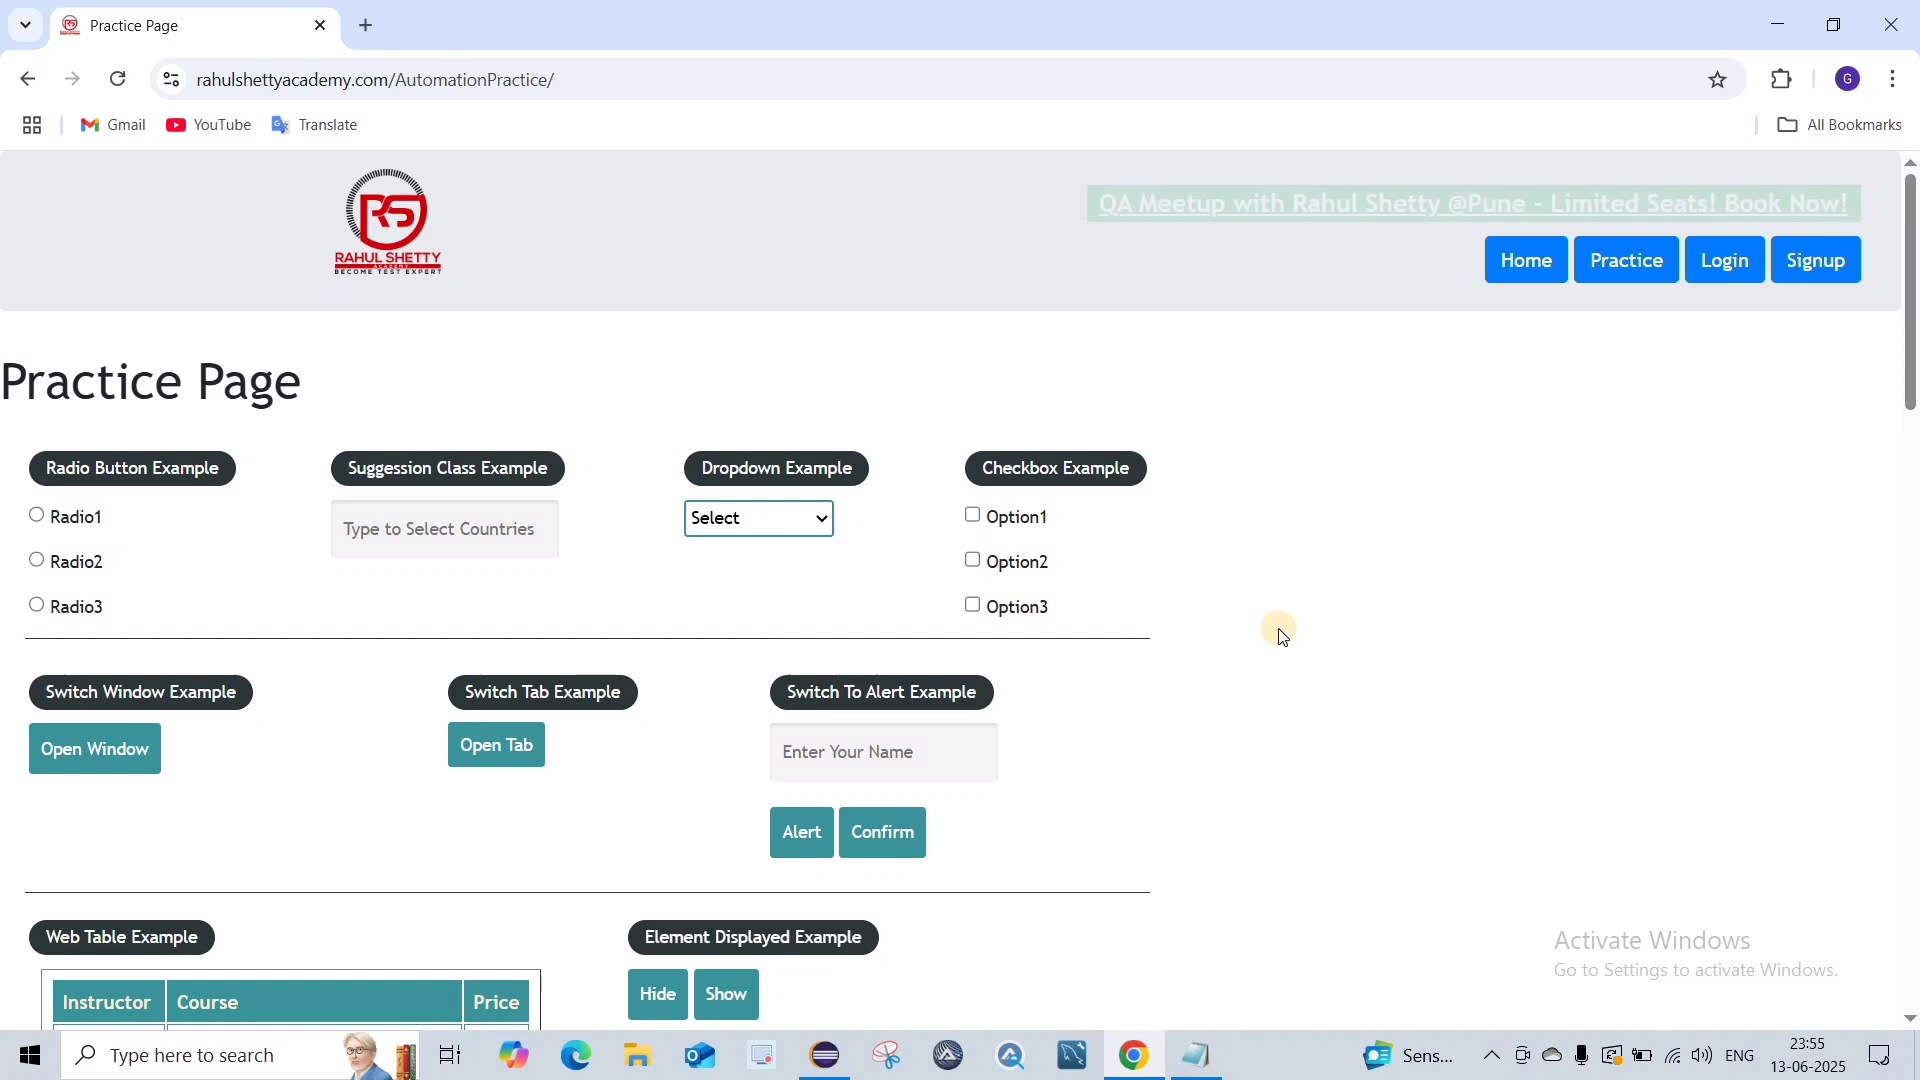 Practice Page
rahulshettyacademy.com/AutomationPractice/
G
Gmail
YouTube
Translate
All Bookmarks
RS
RAHUL SHETTY
ACADEMY
BECOME TEST EXPERT
QA Meetup with Rahul Shetty @Pune - Limited Seats! Book Now!
Home
Practice
Login
Signup
Practice Page
Radio Button Example
Suggession Class Example
Dropdown Example
Checkbox Example
Radio1
Type to Select Countries
Select
Option1
Radio2
Option2
Radio3
Option3
Switch Window Example
Switch Tab Example
Switch To Alert Example
Open Window
Open Tab
Enter Your Name
Alert
Confirm
Web Table Example
Element Displayed Example
Instructor
Course
Price
Hide
Show
Activate Windows
Go to Settings to activate Windows.
Type here to search
Sens...
ENG
23:55
13-06-2025